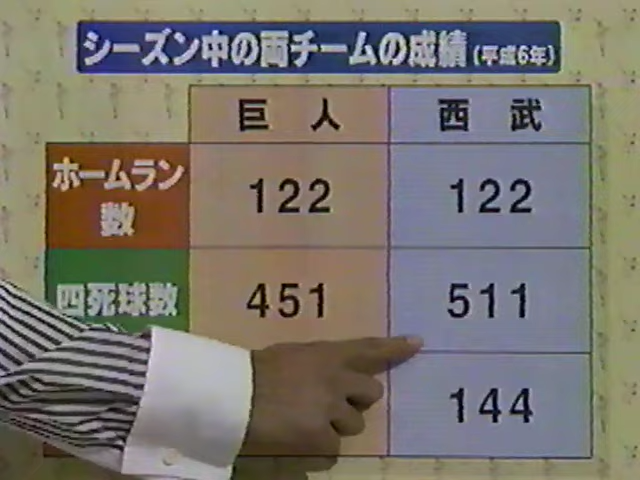 シーズン中の両チームの成績(平成6年)
巨人 西武
ホームラン数 122 122
四死球数 451 511
144